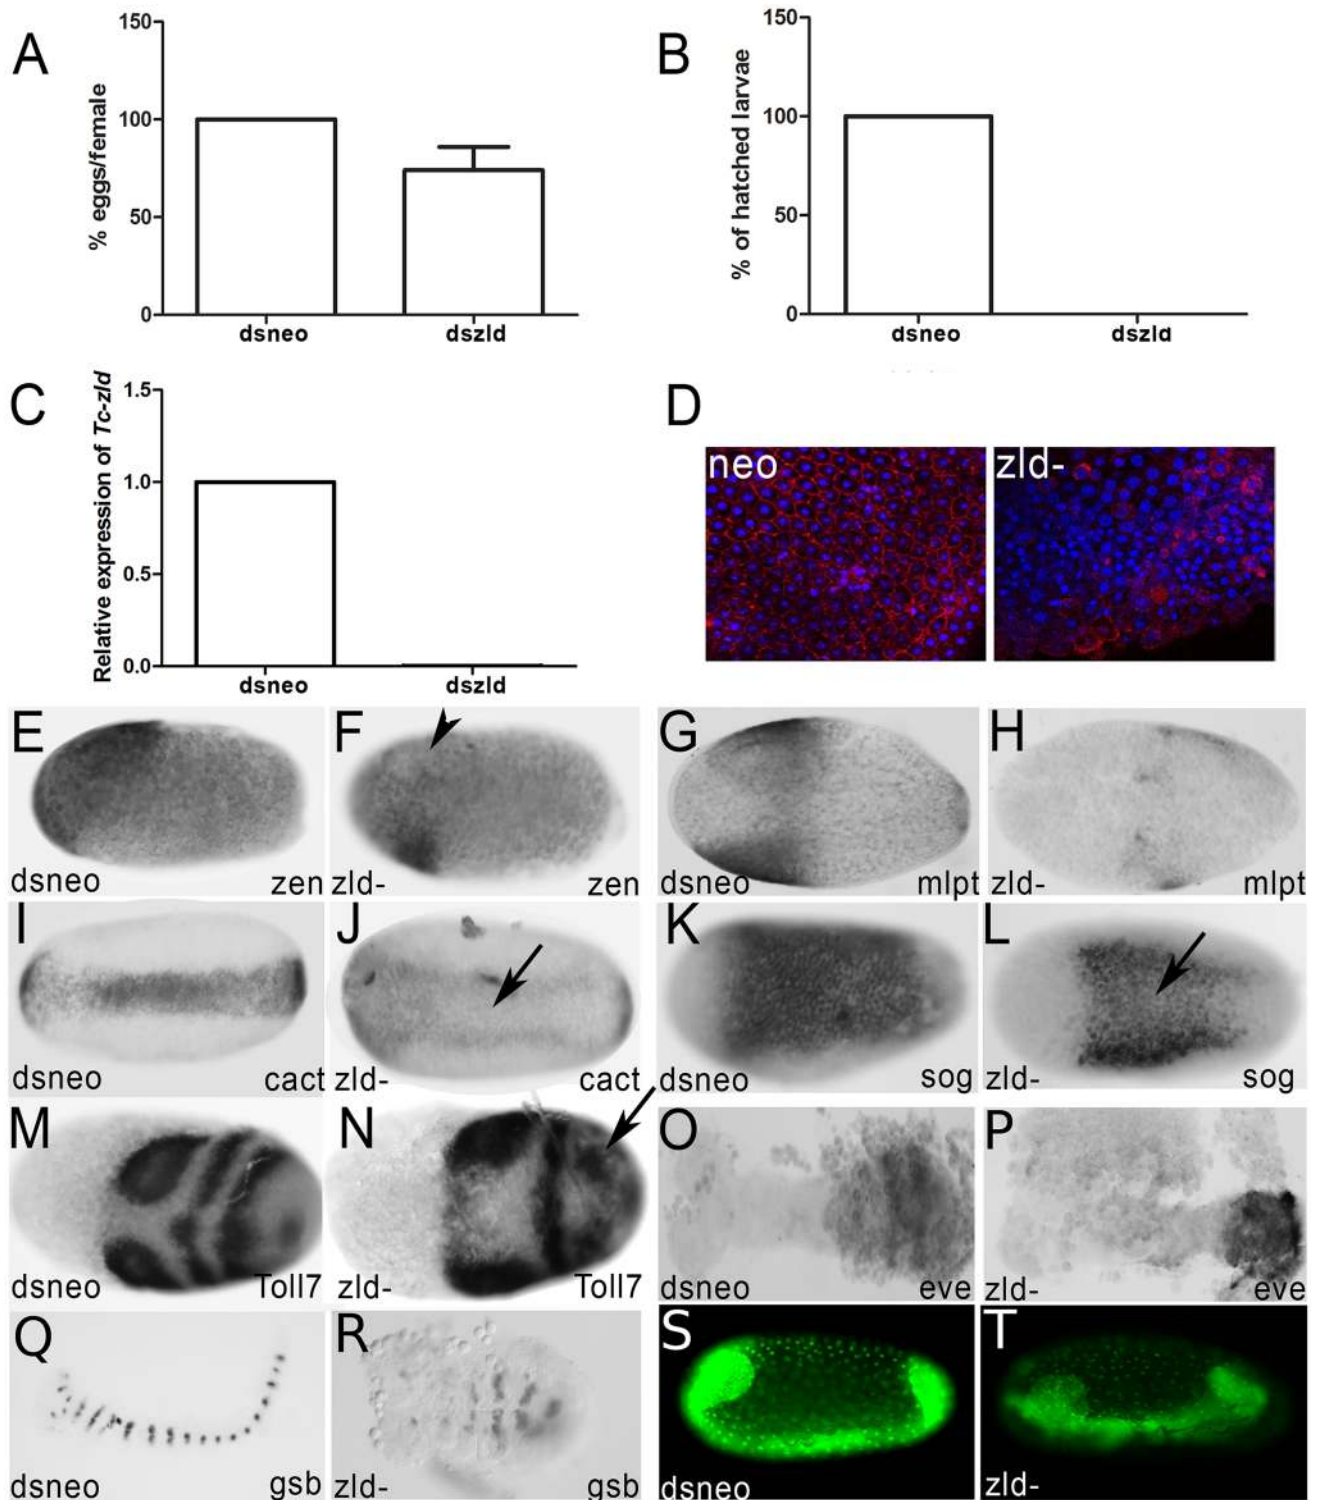 A
150
100
50
0
% eggs/female
dsneo
dszld
B
150
100
50
0
% of hatched larvae
dsneo
dszld
C
1.5
1.0
0.5
0.0
Relative expression of Tc-zld
dsneo
dszld
D
neo
zld-
E
dsneo
zen
F
zld-
zen
G
dsneo
mlpt
H
zld-
mlpt
I
dsneo
cact
J
zld-
cact
K
dsneo
sog
L
zld-
sog
M
dsneo
Toll7
N
zld-
Toll7
O
dsneo
eve
P
zld-
eve
Q
dsneo
gsb
R
zld-
gsb
S
dsneo
T
zld-